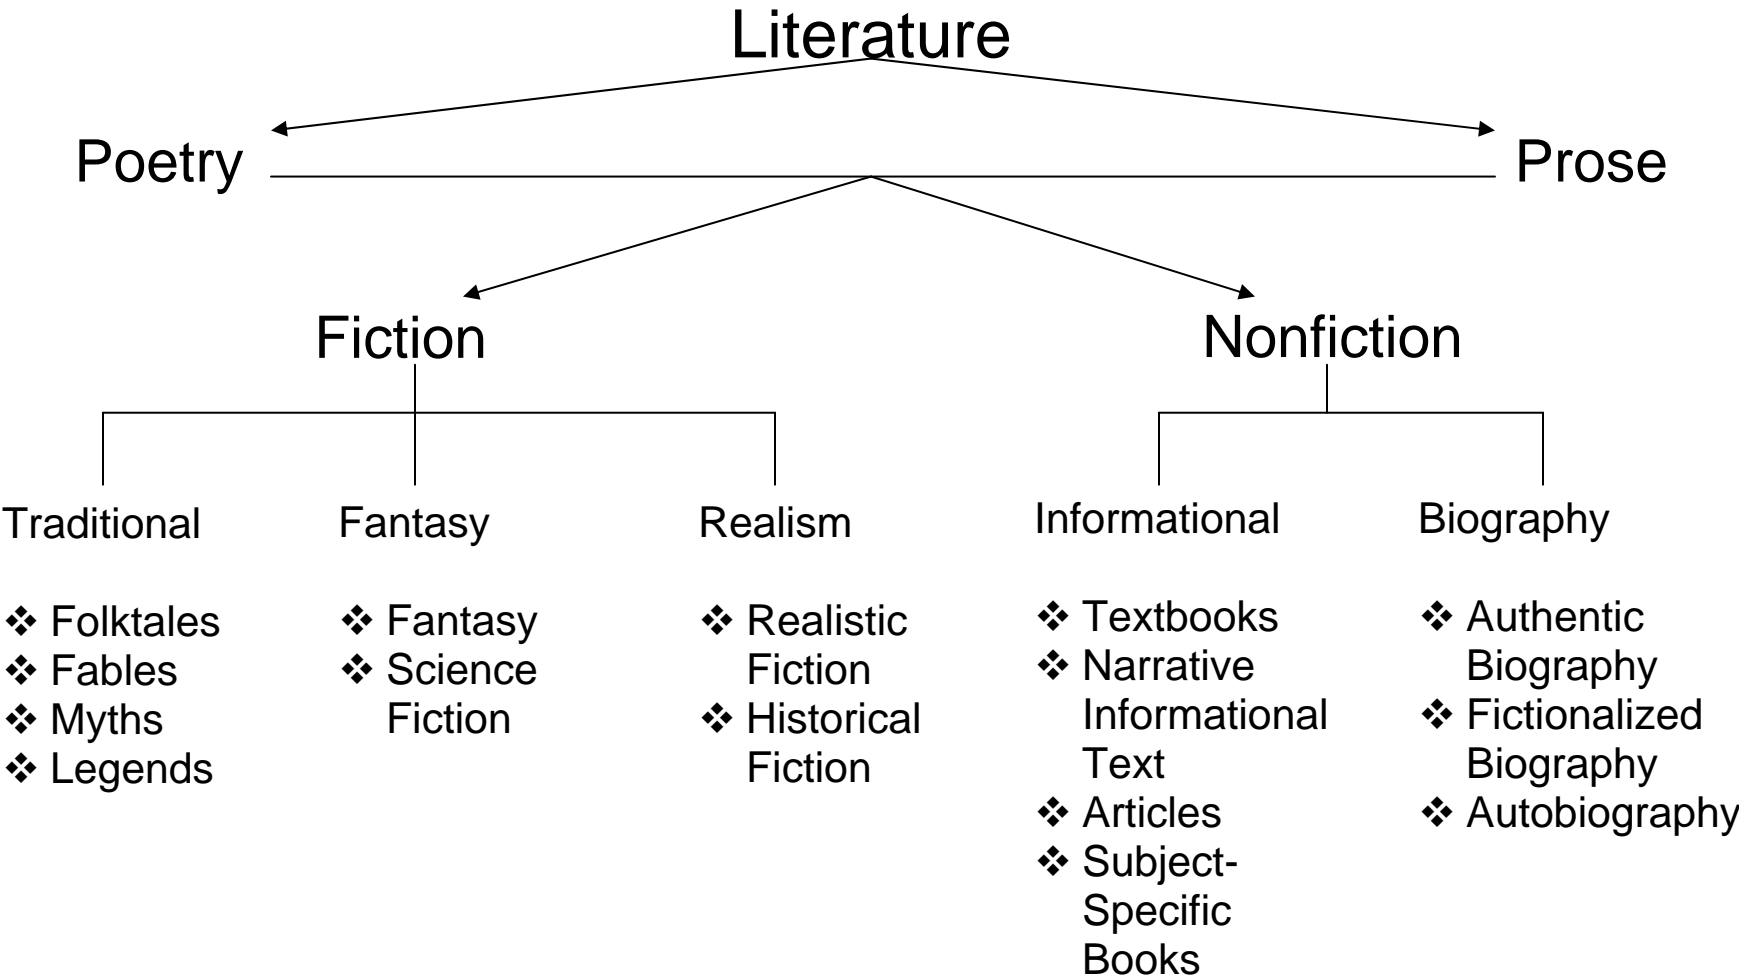 Literature
Poetry
Prose
Fiction
Nonfiction
Traditional
❖ Folktales
❖ Fables
❖ Myths
❖ Legends
Fantasy
❖ Fantasy
❖ Science
Fiction
Realism
❖ Realistic
Fiction
❖ Historical
Fiction
Informational
❖ Textbooks
❖ Narrative
Informational
Text
❖ Articles
❖ Subject-
Specific
Books
Biography
❖ Authentic
Biography
❖ Fictionalized
Biography
❖ Autobiography